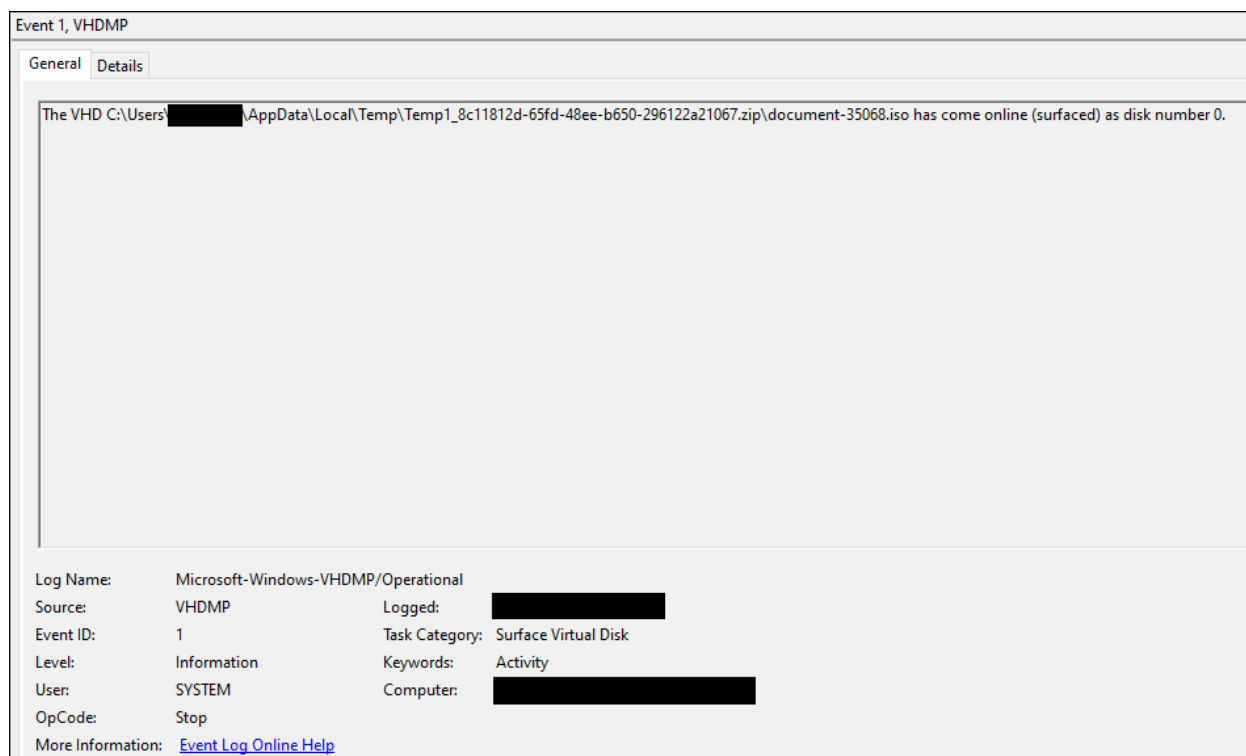 Event 1, VHDMP
General Details
The VHD C:\Users\ \AppData\Local\Temp\Temp1_8c11812d-65fd-48ee-b650-296122a21067.zip\document-35068.iso has come online (surfaced) as disk number 0.
Log Name: Microsoft-Windows-VHDMP/Operational
Source: VHDMP Logged:
Event ID: 1 Task Category: Surface Virtual Disk
Level: Information Keywords: Activity
User: SYSTEM Computer:
OpCode: Stop
More Information: Event Log Online Help